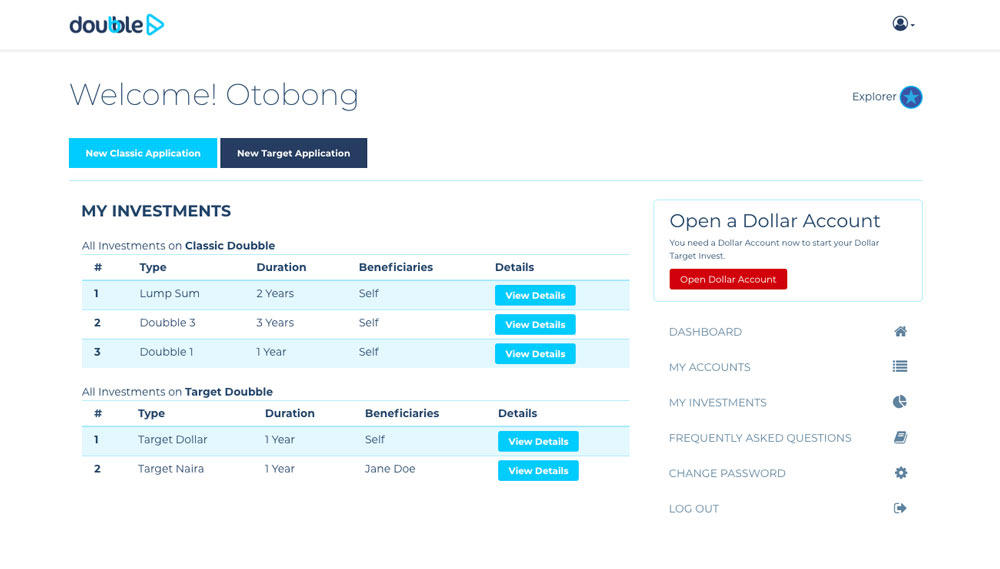 doubble
Welcome! Otobong
Explorer
New Classic Application
New Target Application
MY INVESTMENTS
All Investments on Classic Doubble
# Type Duration Beneficiaries Details
1 Lump Sum 2 Years Self View Details
2 Doubble 3 3 Years Self View Details
3 Doubble 1 1 Year Self View Details
All Investments on Target Doubble
# Type Duration Beneficiaries Details
1 Target Dollar 1 Year Self View Details
2 Target Naira 1 Year Jane Doe View Details
Open a Dollar Account
You need a Dollar Account now to start your Dollar
Target Invest.
Open Dollar Account
DASHBOARD
MY ACCOUNTS
MY INVESTMENTS
FREQUENTLY ASKED QUESTIONS
CHANGE PASSWORD
LOG OUT